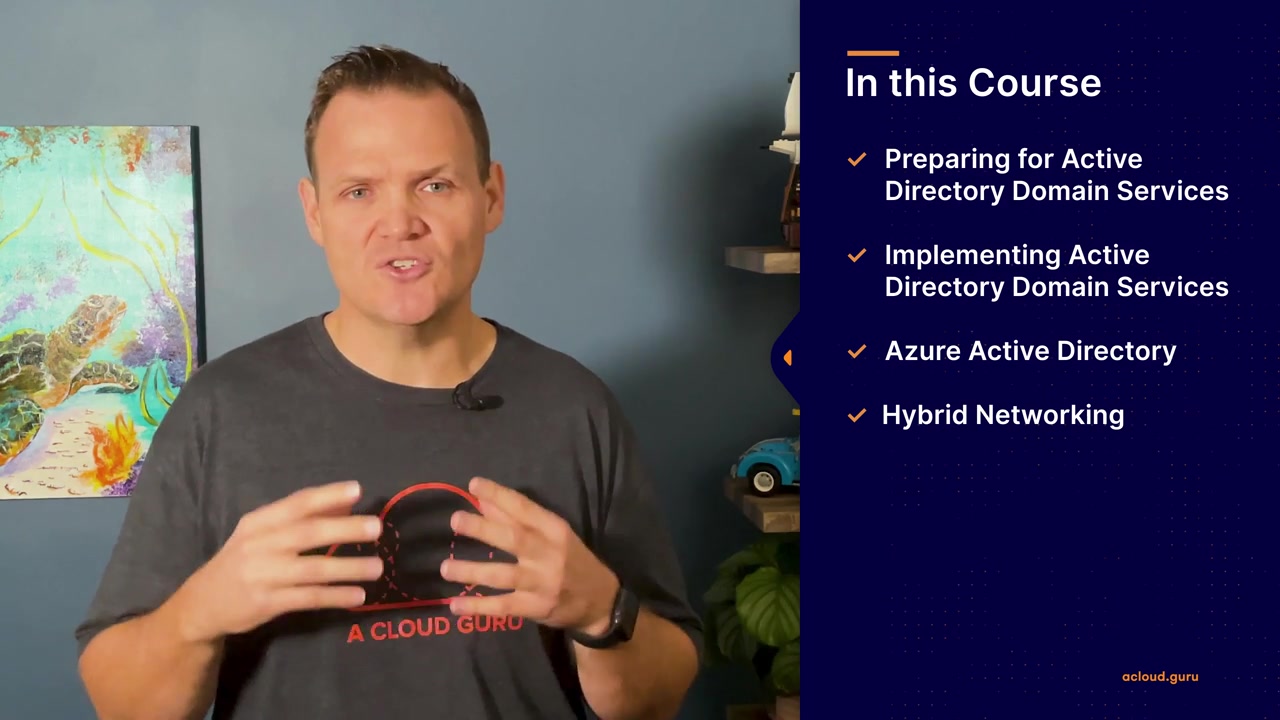 In this Course
Preparing for Active
Directory Domain Services
Implementing Active
Directory Domain Services
Azure Active Directory
Hybrid Networking
A CLOUD GURU
acloud.guru